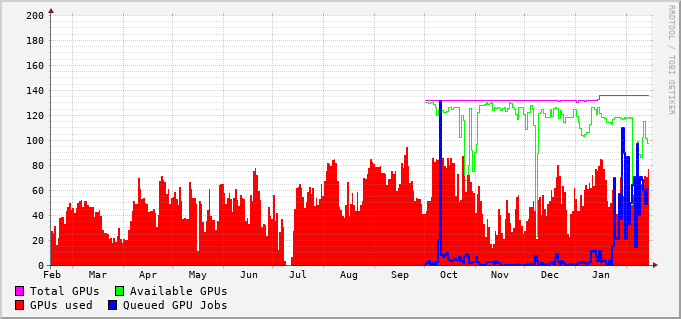 200
180
160
140
120
100
80
60
40
20
0
Feb Mar Apr May Jun Jul Aug Sep Oct Nov Dec Jan
Total GPUs Available GPUs
GPUs used Queued GPU Jobs
RRDTOOL / TOBI OETIKER